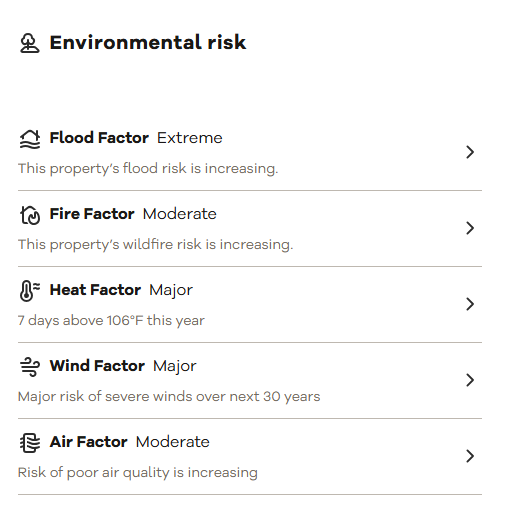 Environmental risk
Flood Factor Extreme
This property's flood risk is increasing.
Fire Factor Moderate
This property's wildfire risk is increasing.
Heat Factor Major
7 days above 106°F this year
Wind Factor Major
Major risk of severe winds over next 30 years
Air Factor Moderate
Risk of poor air quality is increasing